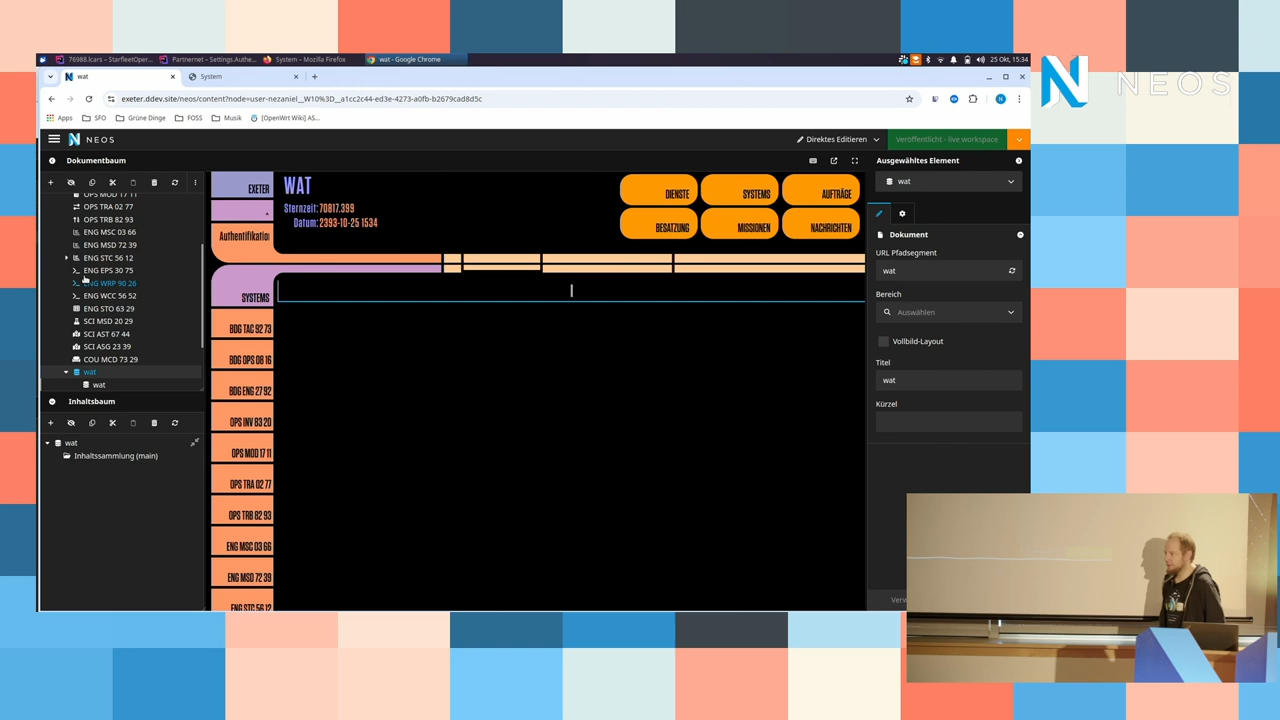 76988.lcars – StarfleetOper...
Partnernet – Settings.Authe...
System – Mozilla Firefox
wat - Google Chrome
25 Okt, 15:34
wat
System
exeter.ddev.site/neos/content?node=user-nezaniel__W10%3D__a1cc2c44-ed3e-4273-a0fb-b2679cad8d5c
Apps
SFO
Grüne Dinge
FOSS
Musik
[OpenWrt Wiki] AS...
NEOS
NEOS
Direktes Editieren
Veröffentlicht - live workspace
Dokumentbaum
OPS MOD 17 11
OPS TRA 02 77
OPS TRB 82 93
ENG MSC 03 66
ENG MSD 72 39
ENG STC 56 12
ENG EPS 30 75
ENG WRP 90 26
ENG WCC 56 52
ENG STO 63 29
SCI MSD 20 29
SCI AST 67 44
SCI ASG 23 39
COU MCD 73 29
wat
wat
Inhaltsbaum
wat
Inhaltssammlung (main)
EXETER
Authentifikation
WAT
Sternzeit: 70817.399
Datum: 2393-10-25 1534
DIENSTE
SYSTEMS
AUFTRÄGE
BESATZUNG
MISSIONEN
NACHRICHTEN
SYSTEMS
BDG TAC 92 73
BDG OPS 08 16
BDG ENG 27 92
OPS INV 83 20
OPS MOD 17 11
OPS TRA 02 77
OPS TRB 82 93
ENG MSC 03 66
ENG MSD 72 39
ENG STC 56 12
Ausgewähltes Element
wat
Dokument
URL Pfadsegment
wat
Bereich
Auswählen
Vollbild-Layout
Titel
wat
Kürzel
Verw